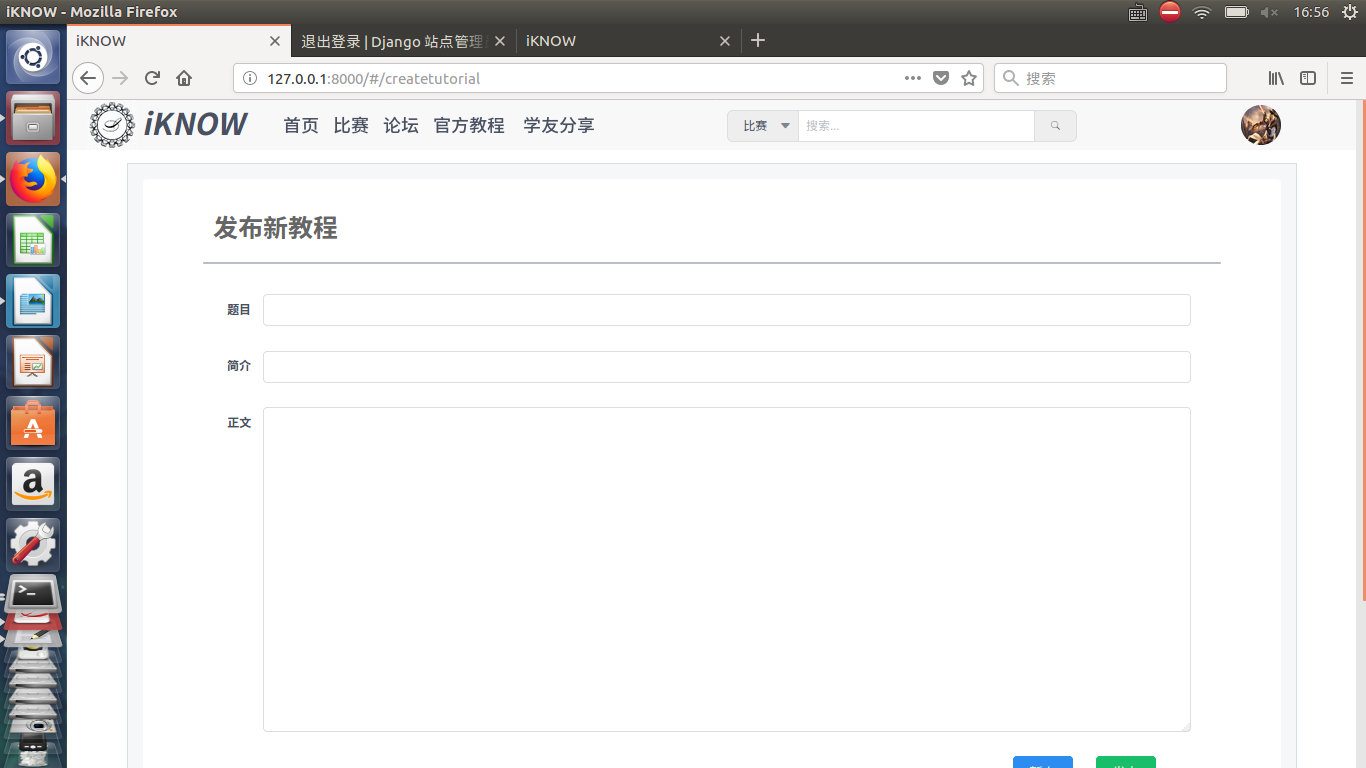 iKNOW - Mozilla Firefox
16:56
iKNOW
退出登录 | Django 站点管理
iKNOW
127.0.0.1:8000/#/createtutorial
搜索
iKNOW
首页 比赛 论坛 官方教程 学友分享
比赛
搜索...
发布新教程
题目
简介
正文